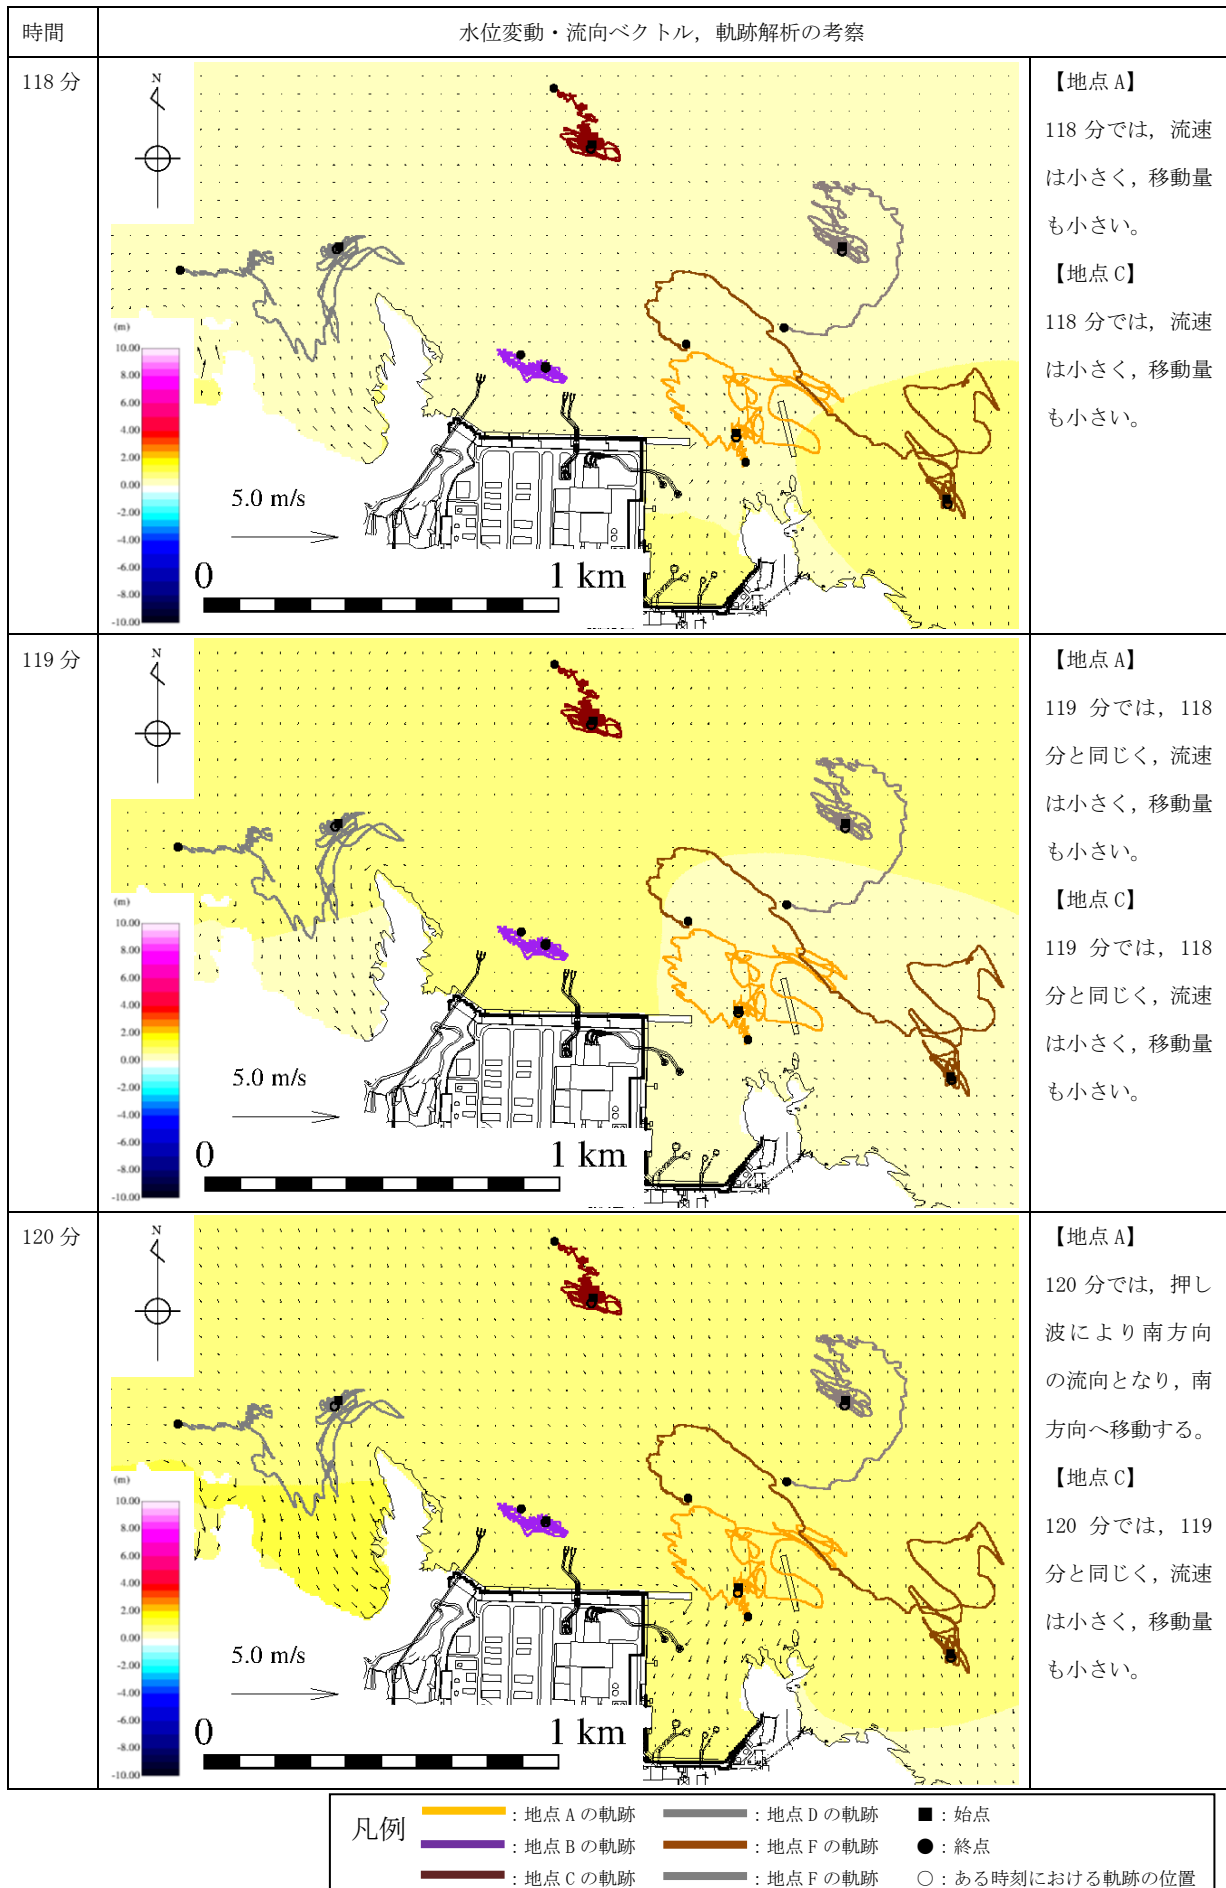 時間
水位変動・流向ベクトル，軌跡解析の考察
118 分
N
(m)
10.00
8.00
6.00
4.00
2.00
0.00
-2.00
-4.00
-6.00
-8.00
-10.00
5.0 m/s
0
1 km
【地点 A】
118 分では，流速
は小さく，移動量
も小さい。
【地点 C】
118 分では，流速
は小さく，移動量
も小さい。
119 分
N
(m)
10.00
8.00
6.00
4.00
2.00
0.00
-2.00
-4.00
-6.00
-8.00
-10.00
5.0 m/s
0
1 km
【地点 A】
119 分では，118
分と同じく，流速
は小さく，移動量
も小さい。
【地点 C】
119 分では，118
分と同じく，流速
は小さく，移動量
も小さい。
120 分
N
(m)
10.00
8.00
6.00
4.00
2.00
0.00
-2.00
-4.00
-6.00
-8.00
-10.00
5.0 m/s
0
1 km
【地点 A】
120 分では，押し
波により南方向
の流向となり，南
方向へ移動する。
【地点 C】
120 分では，119
分と同じく，流速
は小さく，移動量
も小さい。
凡例
：地点 A の軌跡 ：地点 D の軌跡 ■：始点
：地点 B の軌跡 ：地点 F の軌跡 ●：終点
：地点 C の軌跡 ：地点 F の軌跡 ○：ある時刻における軌跡の位置